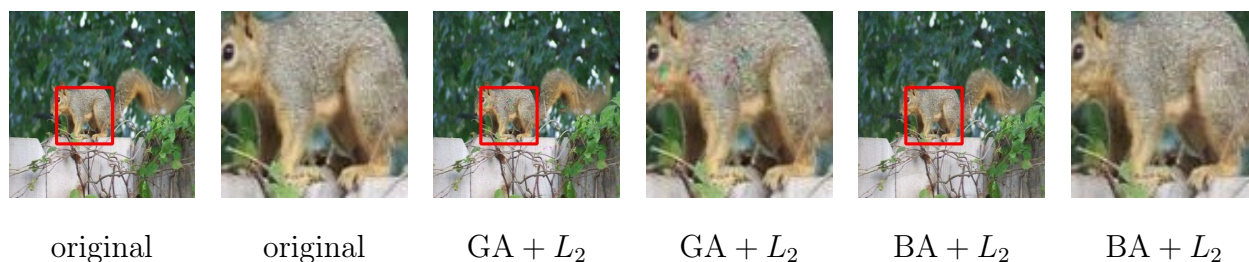 original original GA + L₂ GA + L₂ BA + L₂ BA + L₂